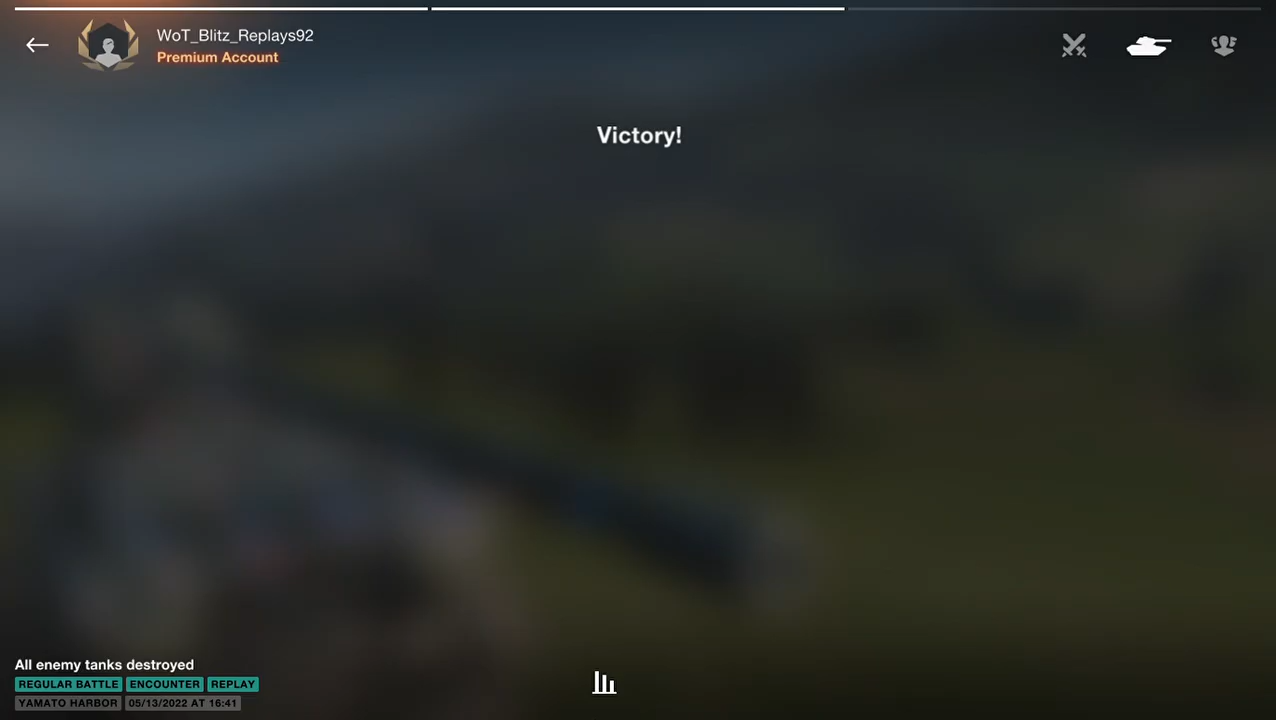 WoT_Blitz_Replays92
Premium Account
Victory!
All enemy tanks destroyed
REGULAR BATTLE ENCOUNTER REPLAY
YAMATO HARBOR 05/13/2022 AT 16:41